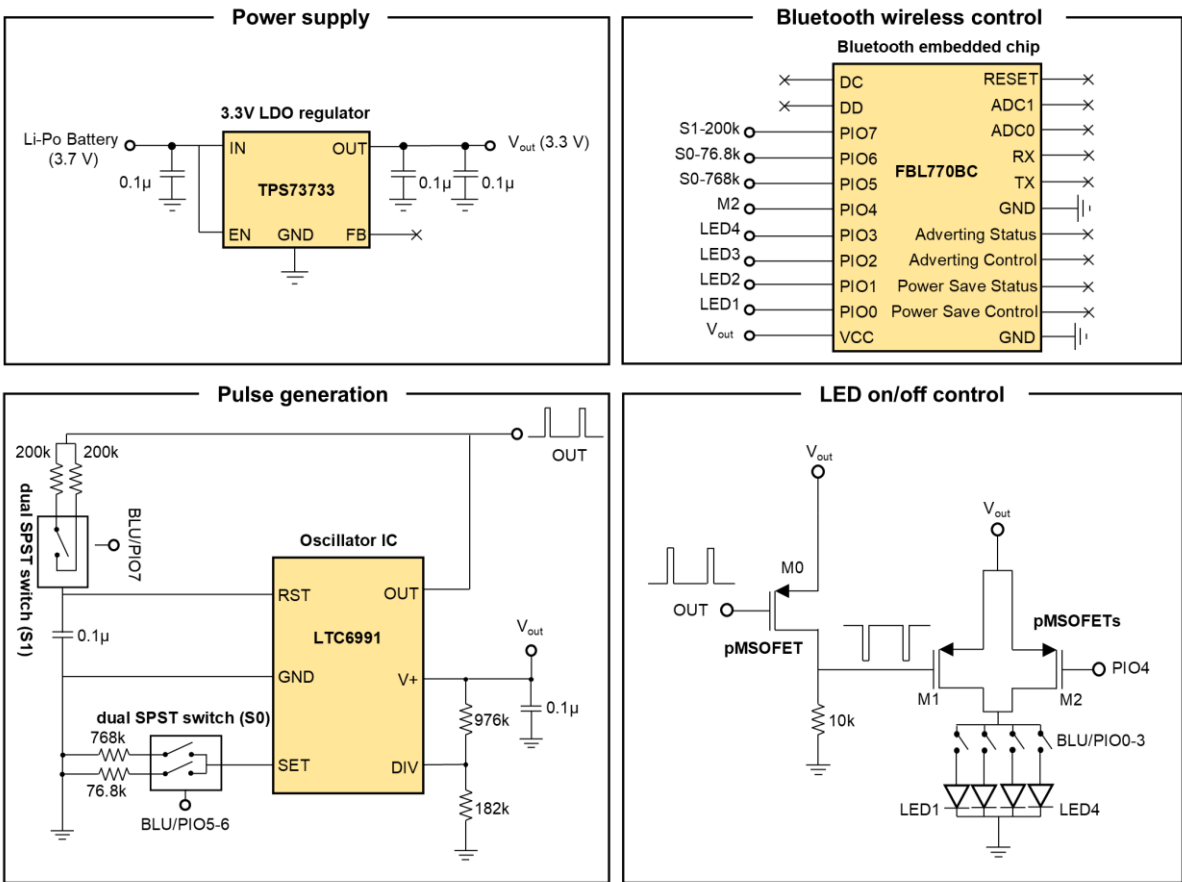 Power supply
3.3V LDO regulator
Li-Po Battery
(3.7 V)
IN
OUT
Vout (3.3 V)
0.1µ
TPS73733
0.1µ
0.1µ
EN
GND
FB
Bluetooth wireless control
Bluetooth embedded chip
DC
RESET
DD
ADC1
S1-200k
PIO7
ADC0
S0-76.8k
PIO6
RX
FBL770BC
S0-768k
PIO5
TX
M2
PIO4
GND
LED4
PIO3
Adverting Status
LED3
PIO2
Adverting Control
LED2
PIO1
Power Save Status
LED1
PIO0
Power Save Control
Vout
VCC
GND
Pulse generation
200k
200k
OUT
dual SPST switch (S1)
BLU/PIO7
Oscillator IC
RST
OUT
0.1µ
LTC6991
Vout
GND
V+
0.1µ
976k
dual SPST switch (S0)
768k
SET
DIV
76.8k
182k
BLU/PIO5-6
LED on/off control
Vout
Vout
M0
OUT
pMSOFET
pMSOFETs
PIO4
M1
M2
10k
BLU/PIO0-3
LED1
LED4